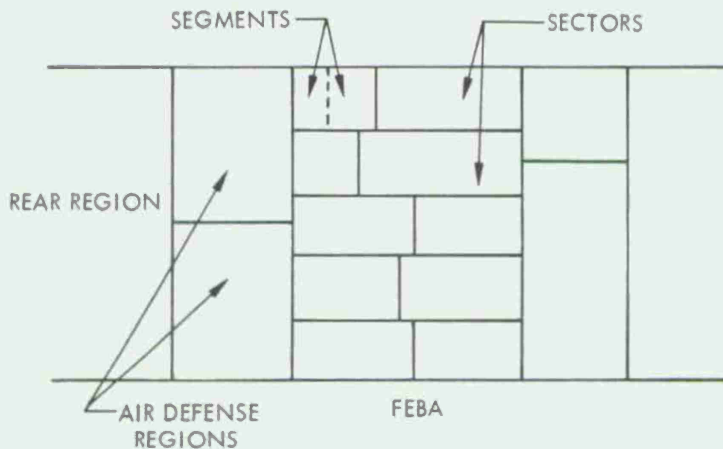 SEGMENTS
SECTORS
REAR REGION
AIR DEFENSE
REGIONS
FEBA